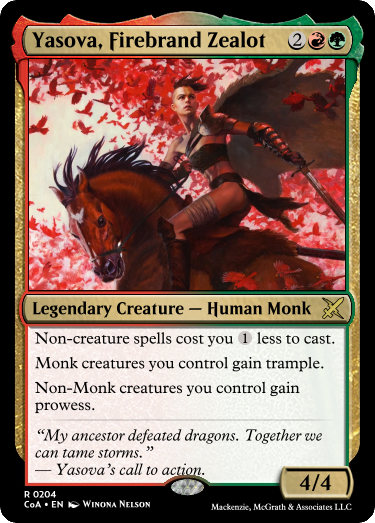 Yasova, Firebrand Zealot 2
Legendary Creature — Human Monk
Non-creature spells cost you 1 less to cast.
Monk creatures you control gain trample.
Non-Monk creatures you control gain
prowess.
“My ancestor defeated dragons. Together we
can tame storms.”
— Yasova’s call to action.
4/4
R 0204
CoA • EN Winona Nelson
Mackenzie, McGrath & Associates LLC